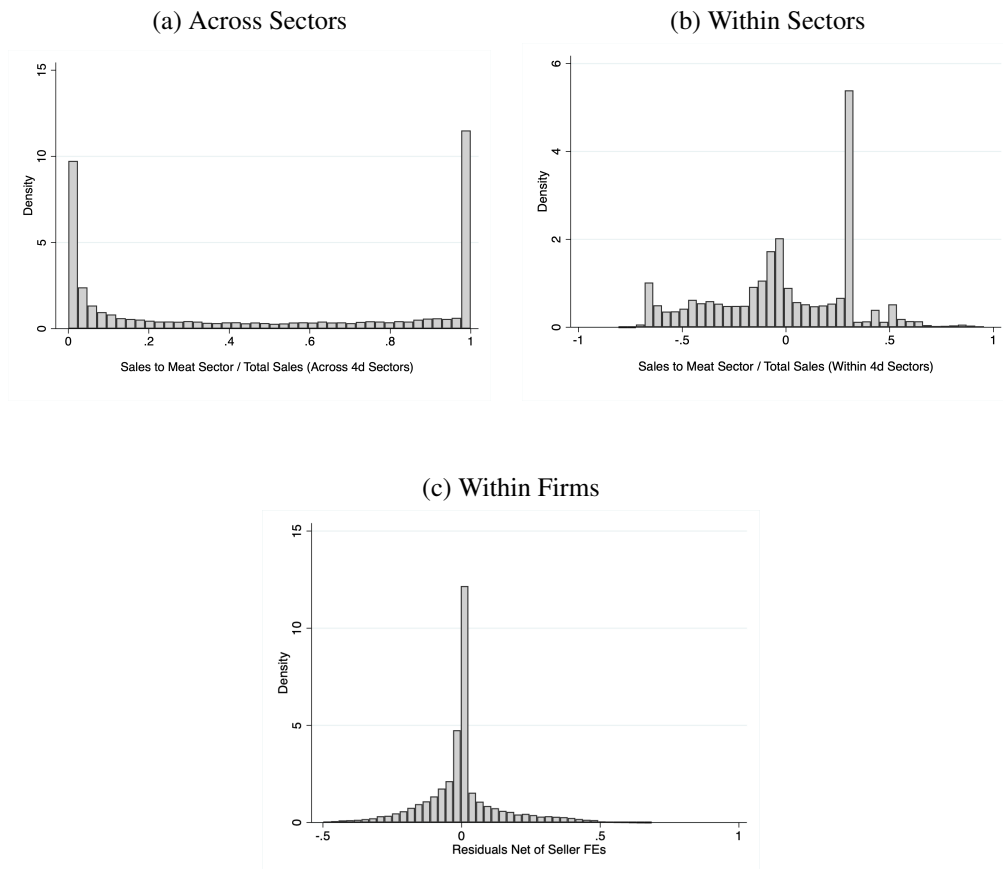 (a) Across Sectors
15
10
5
0
Density
0 .2 .4 .6 .8 1
Sales to Meat Sector / Total Sales (Across 4d Sectors)
(b) Within Sectors
6
4
2
0
Density
-1 -.5 0 .5 1
Sales to Meat Sector / Total Sales (Within 4d Sectors)
(c) Within Firms
15
10
5
0
Density
-.5 0 .5 1
Residuals Net of Seller FEs